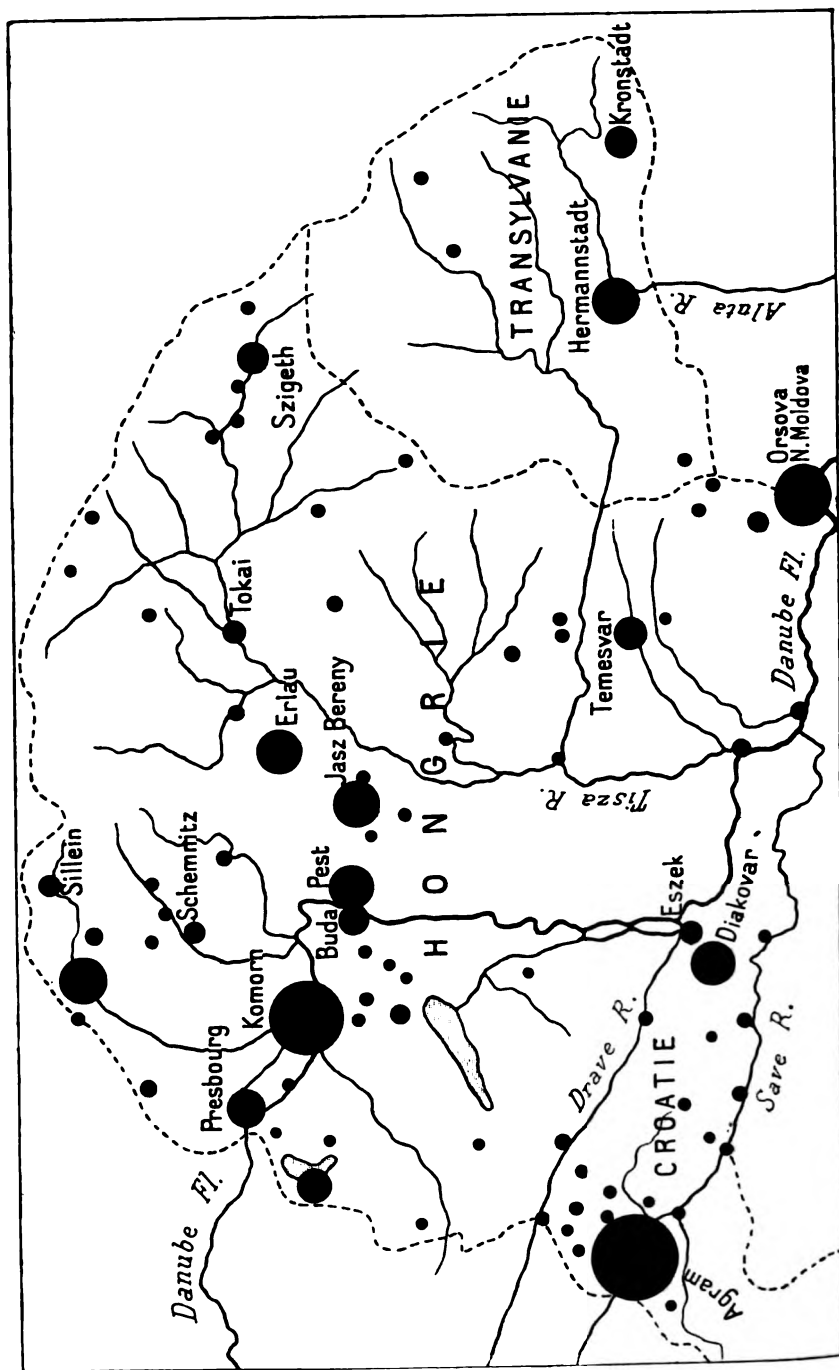 Danube Fl.
Presbourg
Komorn
Sillein
Schemnitz
Buda
Pest
Erlau
Jasz Bereny
Tokai
Szigeth
HONGRIE
TRANSYLVANIE
Hermannstadt
Kronstadt
Alata R.
Temesvar
Tisza R.
Orsova
N. Moldova
Danube Fl.
Eszek
Diakovar
Drave R.
CROATIE
Save R.
Agram